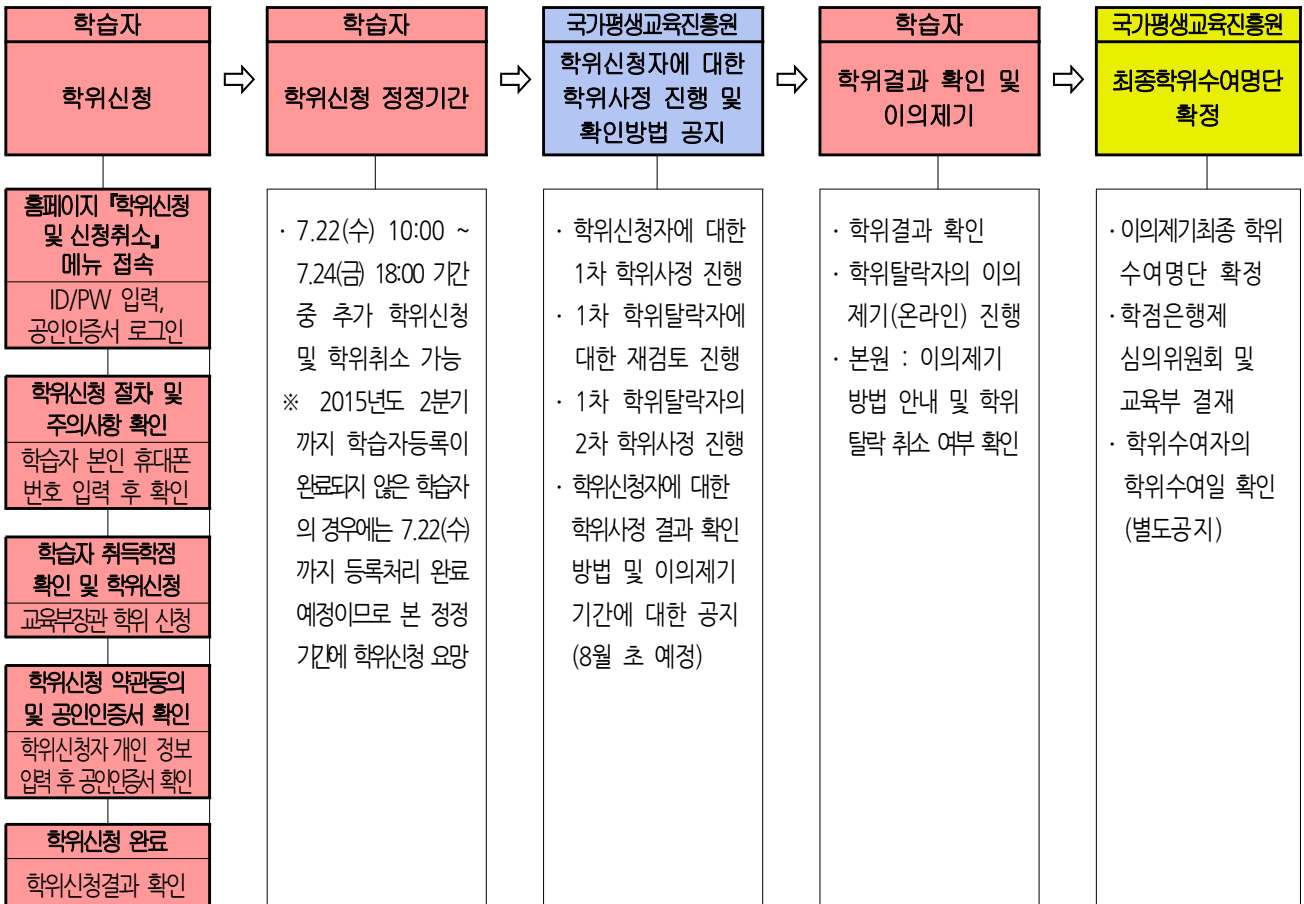 학습자
학위신청
학습자
학위신청 정정기간
국가평생교육진흥원
학위신청자에 대한
학위사정 진행 및
확인방법 공지
학습자
학위결과 확인 및
이의제기
국가평생교육진흥원
최종학위수여명단
확정
홈페이지 『학위신청
및 신청취소』
메뉴 접속
ID/PW 입력,
공인인증서 로그인
학위신청 절차 및
주의사항 확인
학습자 본인 휴대폰
번호 입력 후 확인
학습자 취득학점
확인 및 학위신청
교육부장관 학위 신청
학위신청 약관동의
및 공인인증서 확인
학위신청자 개인 정보
입력 후 공인인증서 확인
학위신청 완료
학위신청결과 확인
· 7.22(수) 10:00 ~
7.24(금) 18:00 기간
중 추가 학위신청
및 학위취소 가능
※ 2015년도 2분기
까지 학습자등록이
완료되지 않은 학습자
의 경우에는 7.22(수)
까지 등록처리 완료
예정이므로 본 정정
기간에 학위신청 요망
· 학위신청자에 대한
1차 학위사정 진행
· 1차 학위탈락자에
대한 재검토 진행
· 1차 학위탈락자의
2차 학위사정 진행
· 학위신청자에 대한
학위사정 결과 확인
방법 및 이의제기
기간에 대한 공지
(8월 초 예정)
· 학위결과 확인
· 학위탈락자의 이의
제기(온라인) 진행
· 본원 : 이의제기
방법 안내 및 학위
탈락 취소 여부 확인
· 이의제기최종 학위
수여명단 확정
· 학점은행제
심의위원회 및
교육부 결재
· 학위수여자의
학위수여일 확인
(별도공지)